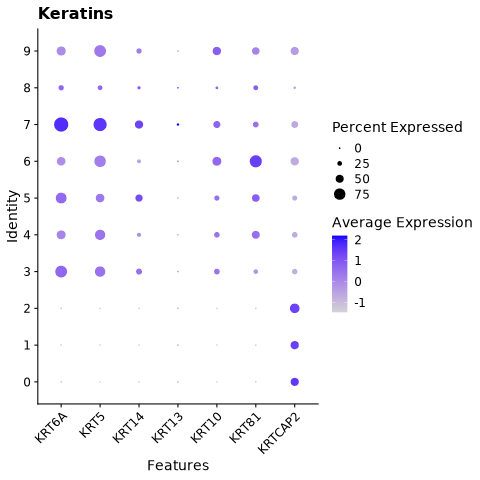 Keratins
Identity
9
8
7
6
5
4
3
2
1
0
KRT6A
KRT5
KRT14
KRT13
KRT10
KRT81
KRTCAP2
Features
Percent Expressed
0
25
50
75
Average Expression
2
1
0
-1